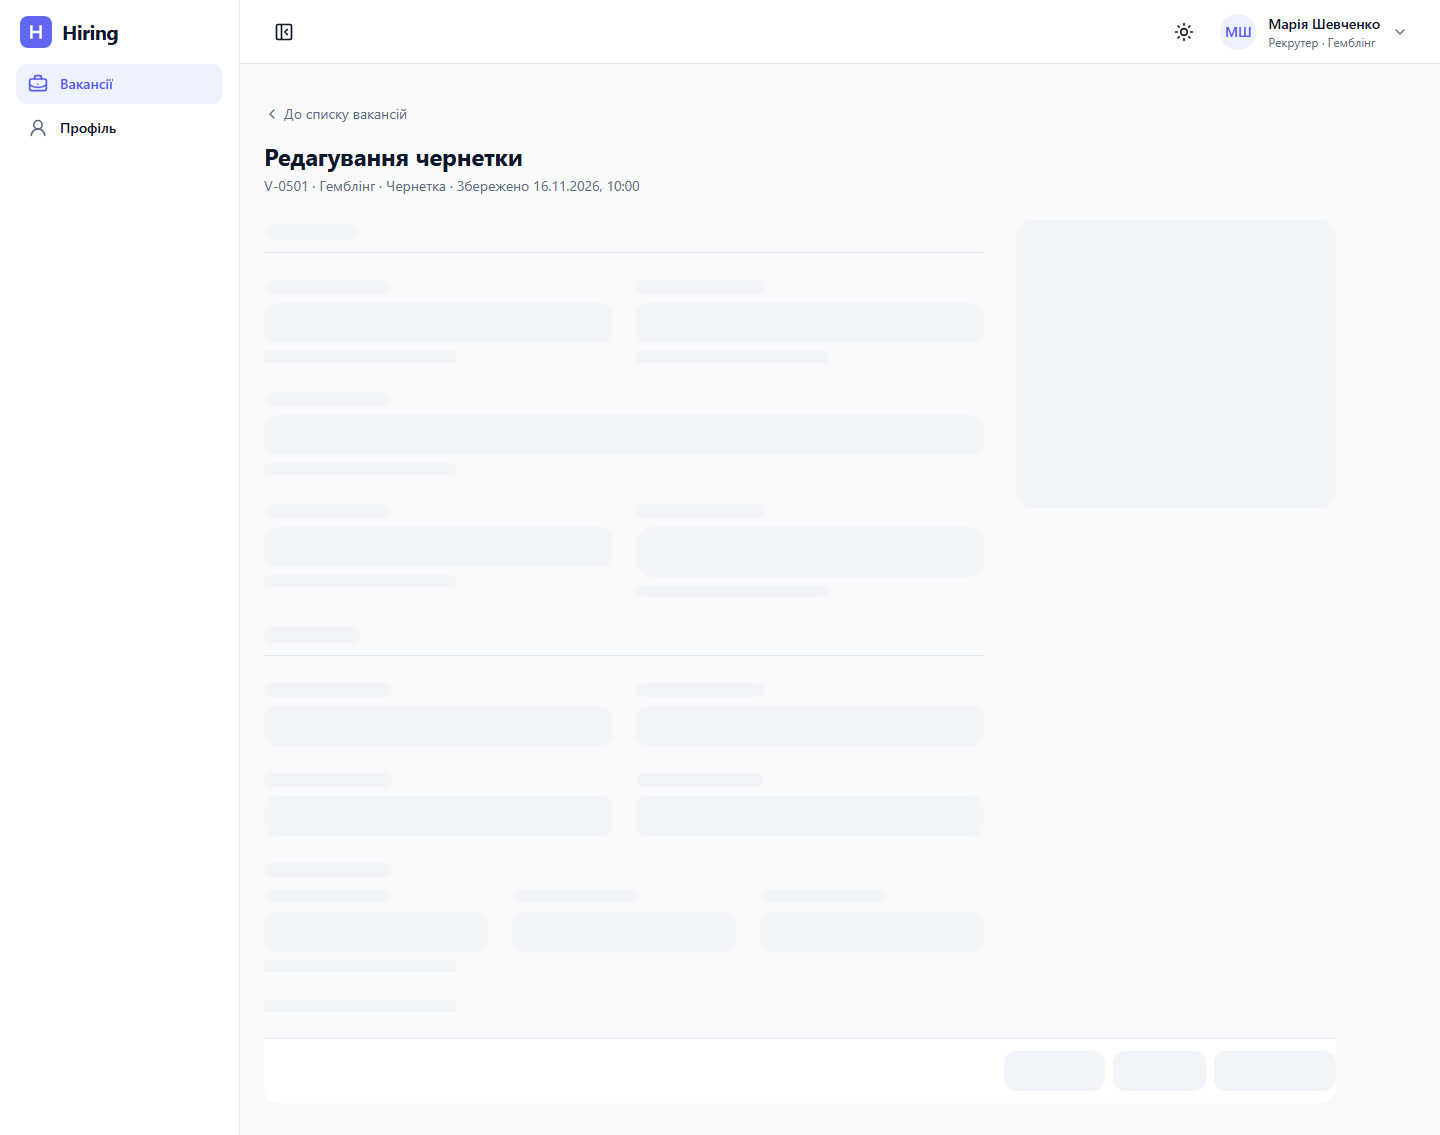 H Hiring
Вакансії
Профіль
МШ
Марія Шевченко
Рекрутер · Гемблінг
До списку вакансій
Редагування чернетки
V-0501 · Гемблінг · Чернетка · Збережено 16.11.2026, 10:00